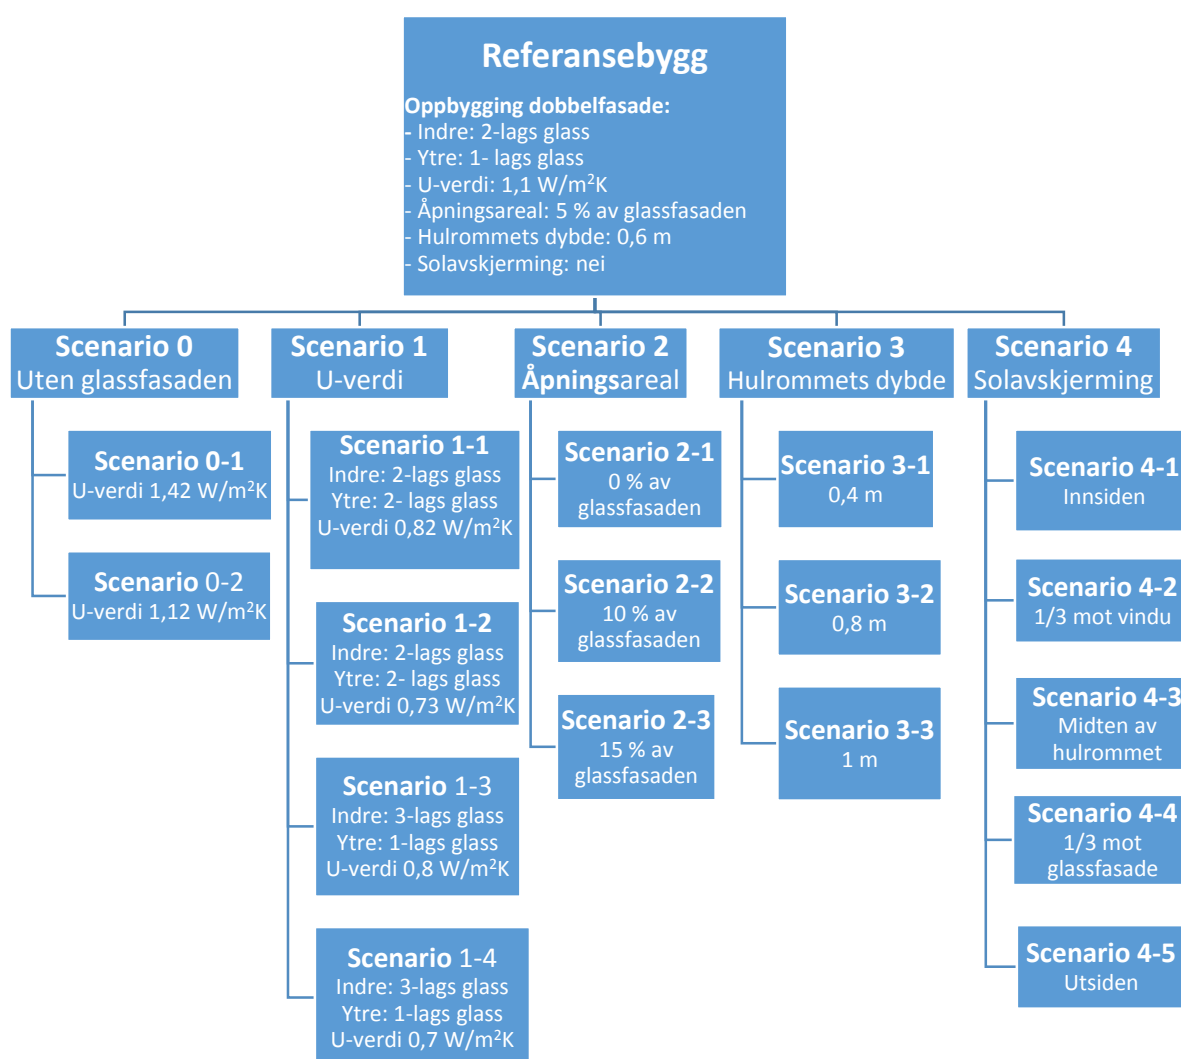 Referansebygg
Oppbygging dobbelfasade:
- Indre: 2-lags glass
- Ytre: 1- lags glass
- U-verdi: 1,1 W/m²K
- Åpningsareal: 5 % av glassfasaden
- Hulrommets dybde: 0,6 m
- Solavskjerming: nei
Scenario 0
Uten glassfasaden
Scenario 0-1
U-verdi 1,42 W/m²K
Scenario 0-2
U-verdi 1,12 W/m²K
Scenario 1
U-verdi
Scenario 1-1
Indre: 2-lags glass
Ytre: 2- lags glass
U-verdi 0,82 W/m²K
Scenario 1-2
Indre: 2-lags glass
Ytre: 2- lags glass
U-verdi 0,73 W/m²K
Scenario 1-3
Indre: 3-lags glass
Ytre: 1-lags glass
U-verdi 0,8 W/m²K
Scenario 1-4
Indre: 3-lags glass
Ytre: 1-lags glass
U-verdi 0,7 W/m²K
Scenario 2
Åpningsareal
Scenario 2-1
0 % av
glassfasaden
Scenario 2-2
10 % av
glassfasaden
Scenario 2-3
15 % av
glassfasaden
Scenario 3
Hulrommets dybde
Scenario 3-1
0,4 m
Scenario 3-2
0,8 m
Scenario 3-3
1 m
Scenario 4
Solavskjerming
Scenario 4-1
Innsiden
Scenario 4-2
1/3 mot vindu
Scenario 4-3
Midten av
hulrommet
Scenario 4-4
1/3 mot
glassfasade
Scenario 4-5
Utsiden